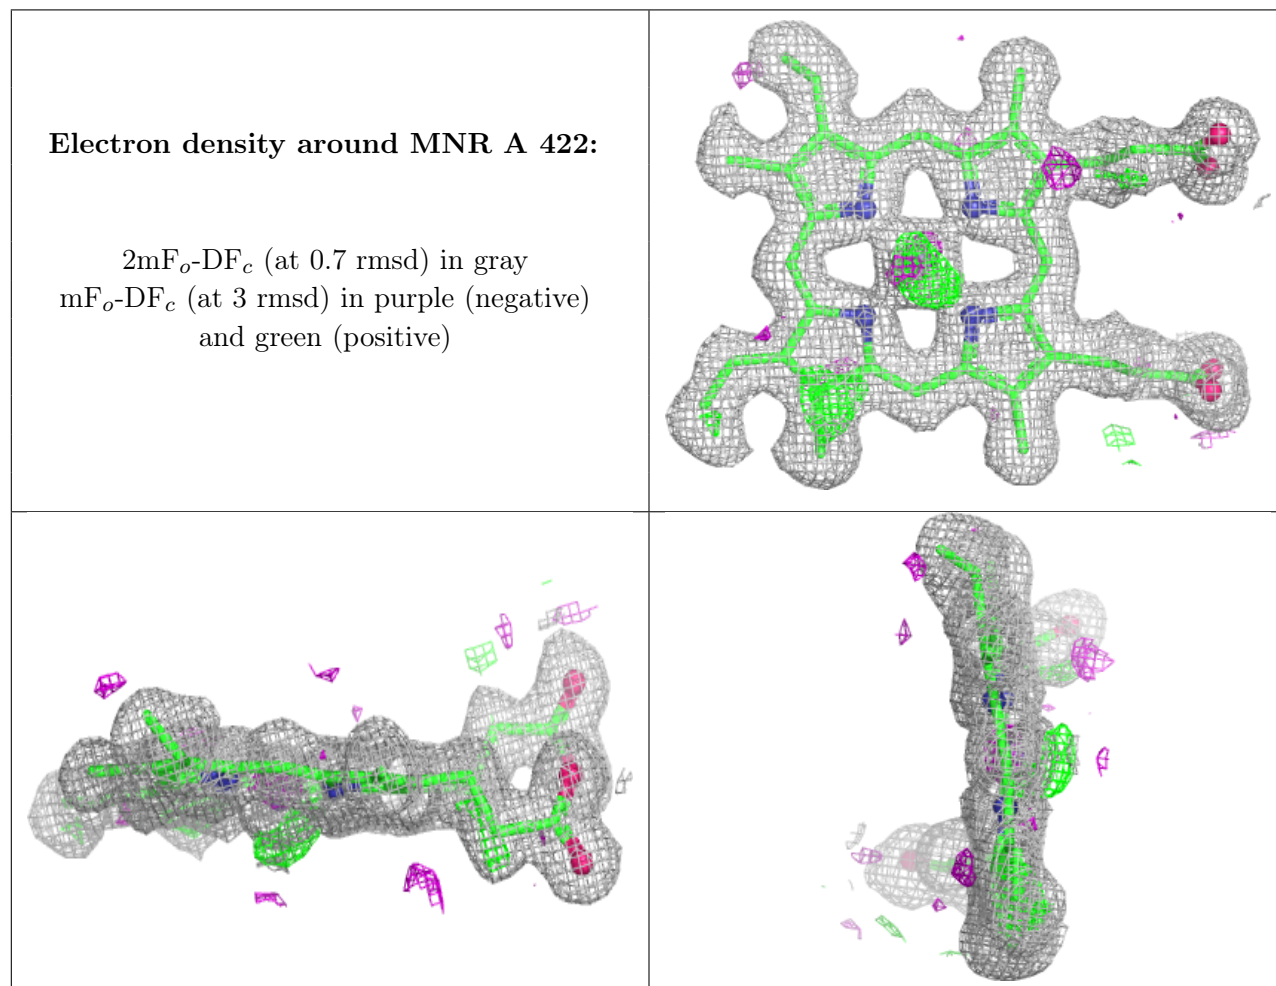 Electron density around MNR A 422:
2mFₒ-DF𝒸 (at 0.7 rmsd) in gray
mFₒ-DF𝒸 (at 3 rmsd) in purple (negative)
and green (positive)